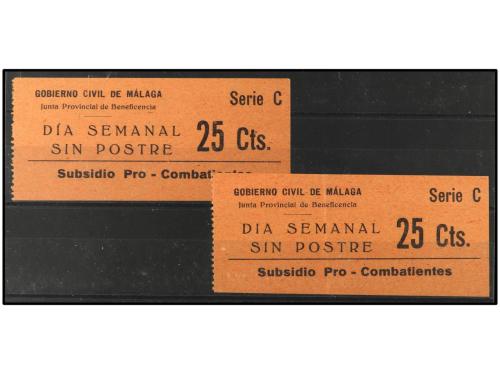 GOBIERNO CIVIL DE MÁLAGA
Junta Provincial de Beneficencia
Serie C
DÍA SEMANAL
SIN POSTRE
25 Cts.
Subsidio Pro - Combatientes
GOBIERNO CIVIL DE MÁLAGA
Junta Provincial de Beneficencia
Serie C
DIA SEMANAL
SIN POSTRE
25 Cts.
Subsidio Pro - Combatientes